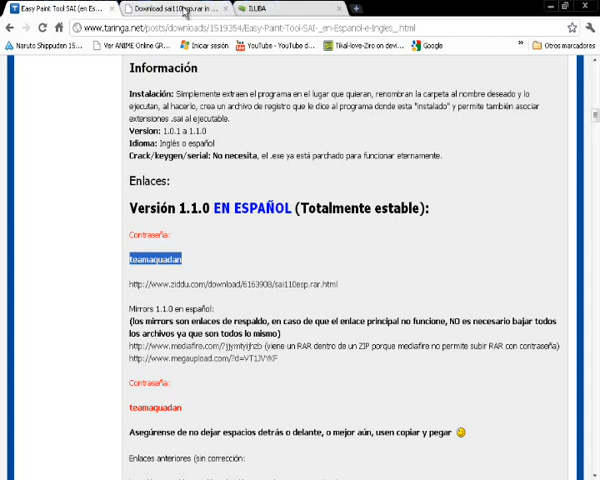 Easy Paint Tool SAI (en Es...
Download sai110esp.rar in ...
ILUBA
www.taringa.net/posts/downloads/1519354/Easy-Paint-Tool-SAI-_en-Espanol-e-Ingles_.html
Naruto Shippuden 15...
Ver ANIME Online GR...
Iniciar sesión
YouTube - YouTube - D...
Tikal-love-Ziro on devi...
»
Otros marcadores
Información
Instalación: Simplemente extraen el programa en el lugar que quieran, renombran la carpeta al nombre deseado y lo
ejecutan, al hacerlo, crea un archivo de registro que le dice al programa donde esta "instalado" y permite también asociar
extensiones .sai al ejecutable.
Version: 1.0.1 a 1.1.0
Idioma: Inglés o español
Crack/keygen/serial: No necesita, el .exe ya está parchado para funcionar eternamente.
Enlaces:
Versión 1.1.0 EN ESPAÑOL (Totalmente estable):
Contraseña:
teamaquadan
http://www.ziddu.com/download/6163908/sai110esp.rar.html
Mirrors 1.1.0 en español:
(los mirrors son enlaces de respaldo, en caso de que el enlace principal no funcione, NO es necesario bajar todos
los archivos ya que son todos lo mismo)
http://www.mediafire.com/?jjymtyijhzb (viene un RAR dentro de un ZIP porque mediafire no permite subir RAR con contraseña)
http://www.megaupload.com/?d=VT1JVYKF
Contraseña:
teamaquadan
Asegúrense de no dejar espacios detrás o delante, o mejor aún, usen copiar y pegar
Enlaces anteriores (sin corrección: